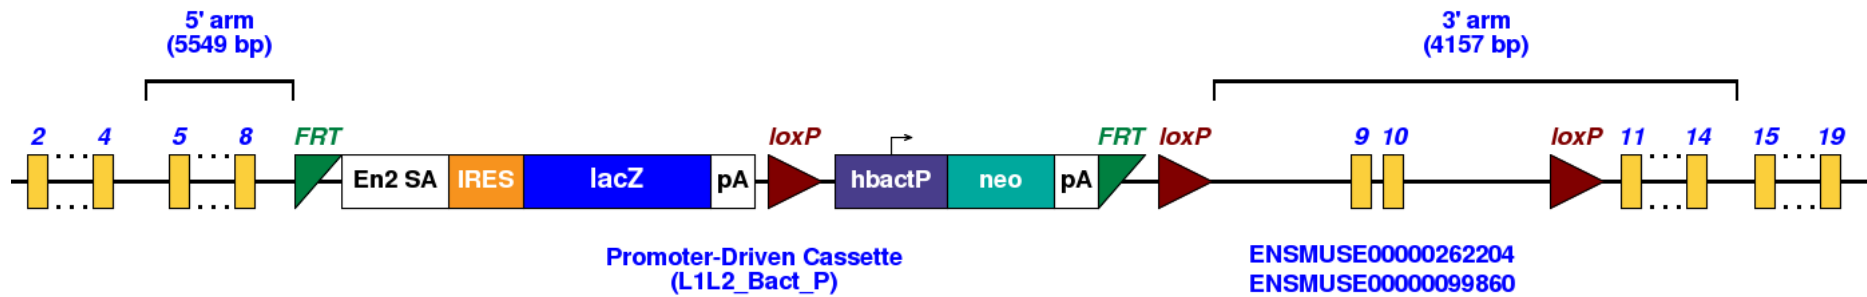 5' arm
(5549 bp)
3' arm
(4157 bp)
2 4 5 8 FRT loxP FRT loxP 9 10 loxP 11 14 15 19
En2 SA IRES lacZ pA hbactP neo pA
Promoter-Driven Cassette
(L1L2_Bact_P)
ENSMUSE00000262204
ENSMUSE00000099860